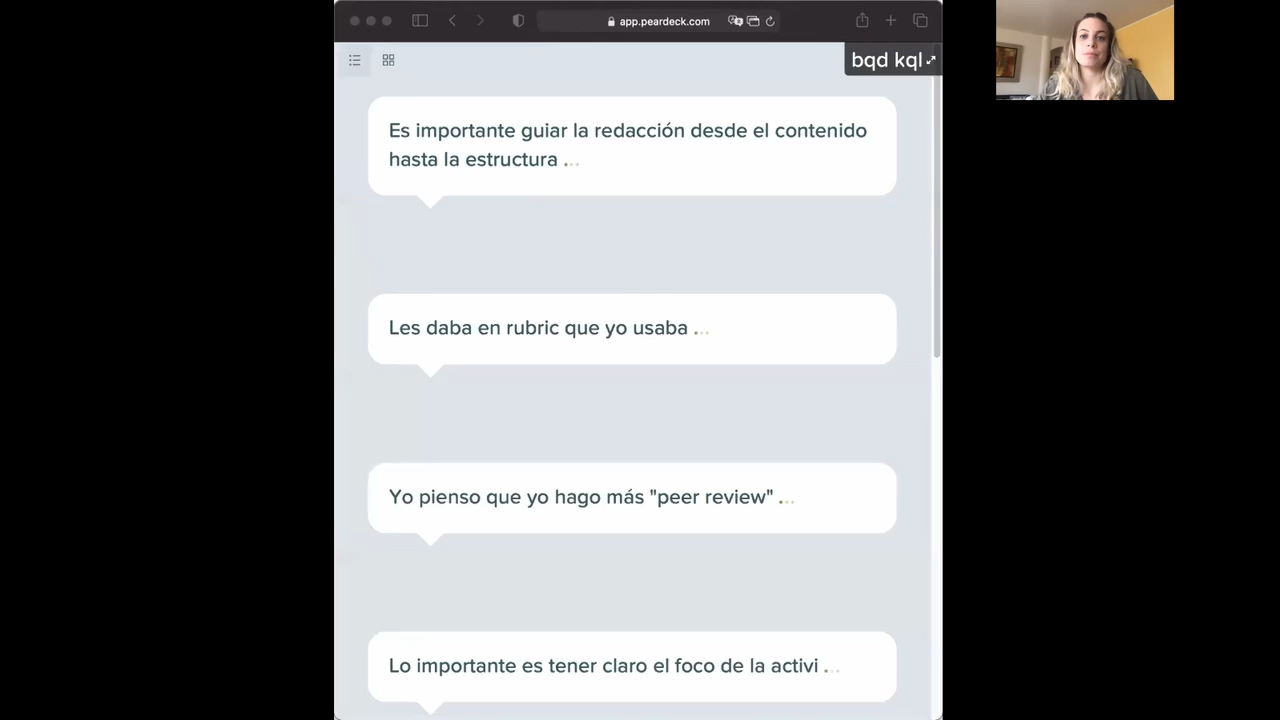 app.peardeck.com
bqd kql
Es importante guiar la redacción desde el contenido
hasta la estructura ...
Les daba en rubric que yo usaba ...
Yo pienso que yo hago más "peer review" ...
Lo importante es tener claro el foco de la activi ...